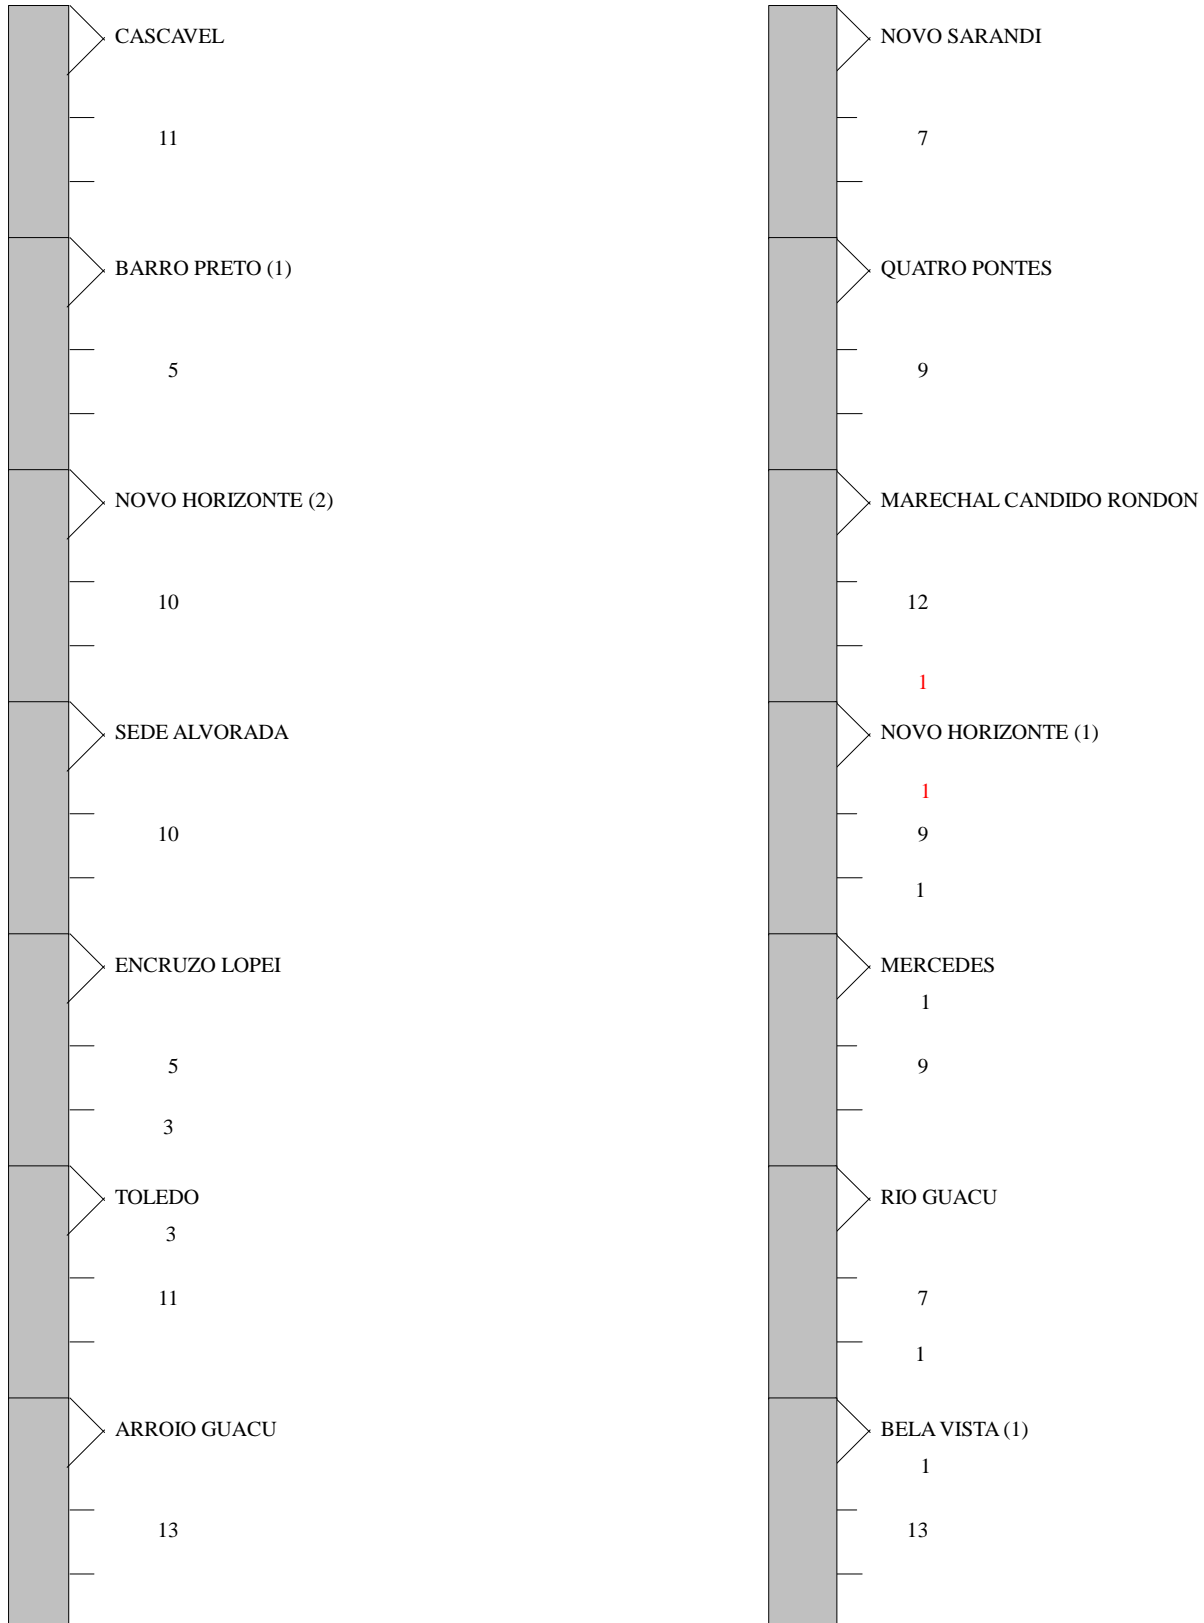 CASCAVEL
11
BARRO PRETO (1)
5
NOVO HORIZONTE (2)
10
SEDE ALVORADA
10
ENCRUZO LOPEI
5
3
TOLEDO
3
11
ARROIO GUACU
13
NOVO SARANDI
7
QUATRO PONTES
9
MARECHAL CANDIDO RONDON
12
1
NOVO HORIZONTE (1)
1
9
1
MERCEDES
1
9
RIO GUACU
7
1
BELA VISTA (1)
1
13